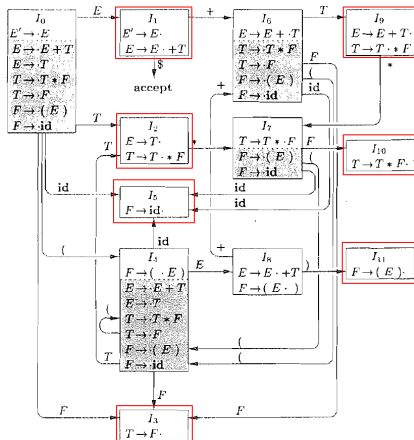 I₀
E′→·E
E→·E+T
E→·T
T→·T*F
T→·F
F→·(E)
F→·id
E
I₁
E′→E·
E→E·+T
$
accept
+
I₆
E→E+·T
T→·T*F
T→·F
F→·(E)
F→·id
T
I₉
E→E+T·
T→T·*F
F
(
id
+
*
T
I₂
E→T·
T→T·*F
*
I₇
T→T*·F
F→·(E)
F→·id
F
(
I₁₀
T→T*F·
id
I₅
F→id·
id
id
id
(
I₄
F→(·E)
E→·E+T
E→·T
T→·T*F
T→·F
F→·(E)
F→·id
E
+
I₈
E→E·+T
F→(E·)
)
I₁₁
F→(E)·
(
T
(
(
F
F
I₃
T→F·
F